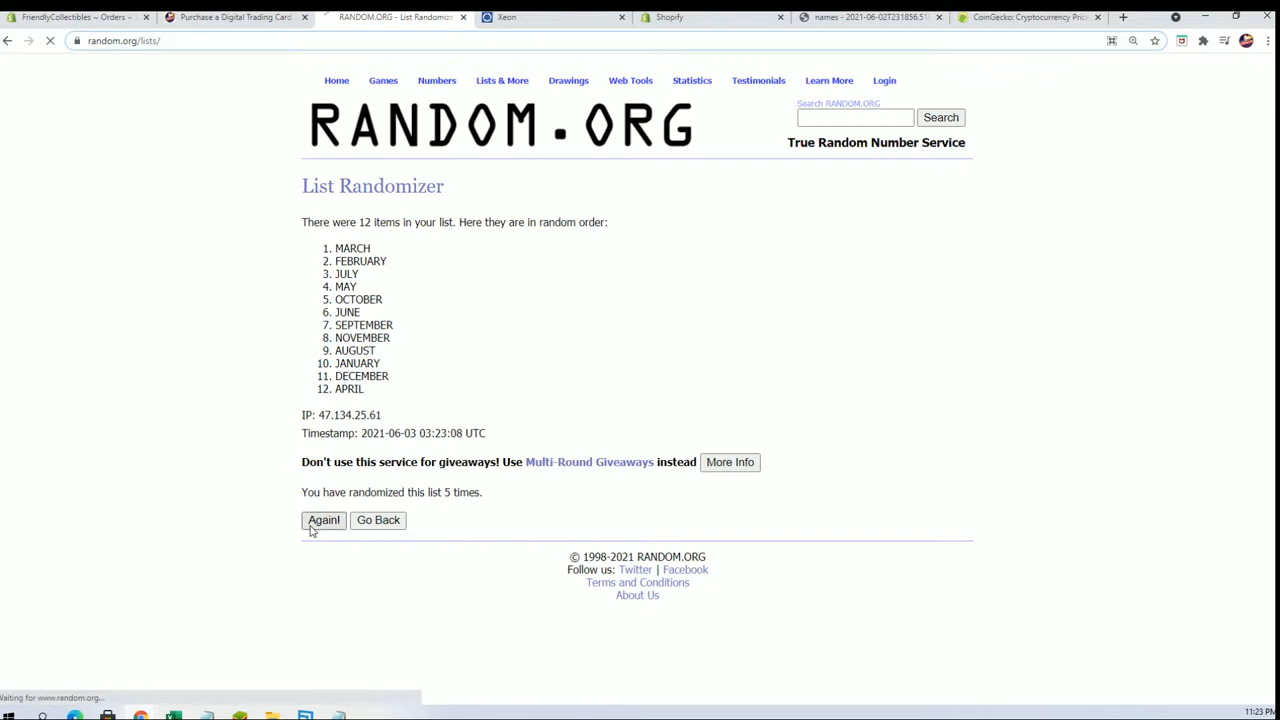 FriendlyCollectibles ~ Orders ~
Purchase a Digital Trading Card
RANDOM.ORG - List Randomizer
Xeon
Shopify
names - 2021-06-02T231856.51
CoinGecko: Cryptocurrency Price
random.org/lists/
Home Games Numbers Lists & More Drawings Web Tools Statistics Testimonials Learn More Login
RANDOM.ORG
Search RANDOM.ORG
Search
True Random Number Service
List Randomizer
There were 12 items in your list. Here they are in random order:
1. MARCH
2. FEBRUARY
3. JULY
4. MAY
5. OCTOBER
6. JUNE
7. SEPTEMBER
8. NOVEMBER
9. AUGUST
10. JANUARY
11. DECEMBER
12. APRIL
IP: 47.134.25.61
Timestamp: 2021-06-03 03:23:08 UTC
Don't use this service for giveaways! Use Multi-Round Giveaways instead More Info
You have randomized this list 5 times.
Again! Go Back
© 1998-2021 RANDOM.ORG
Follow us: Twitter | Facebook
Terms and Conditions
About Us
Waiting for www.random.org...
11:23 PM